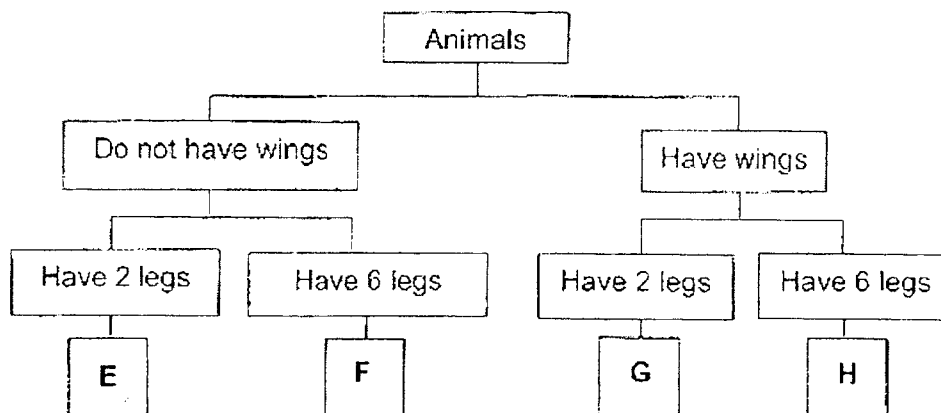 Animals
Do not have wings
Have wings
Have 2 legs
Have 6 legs
Have 2 legs
Have 6 legs
E
F
G
H